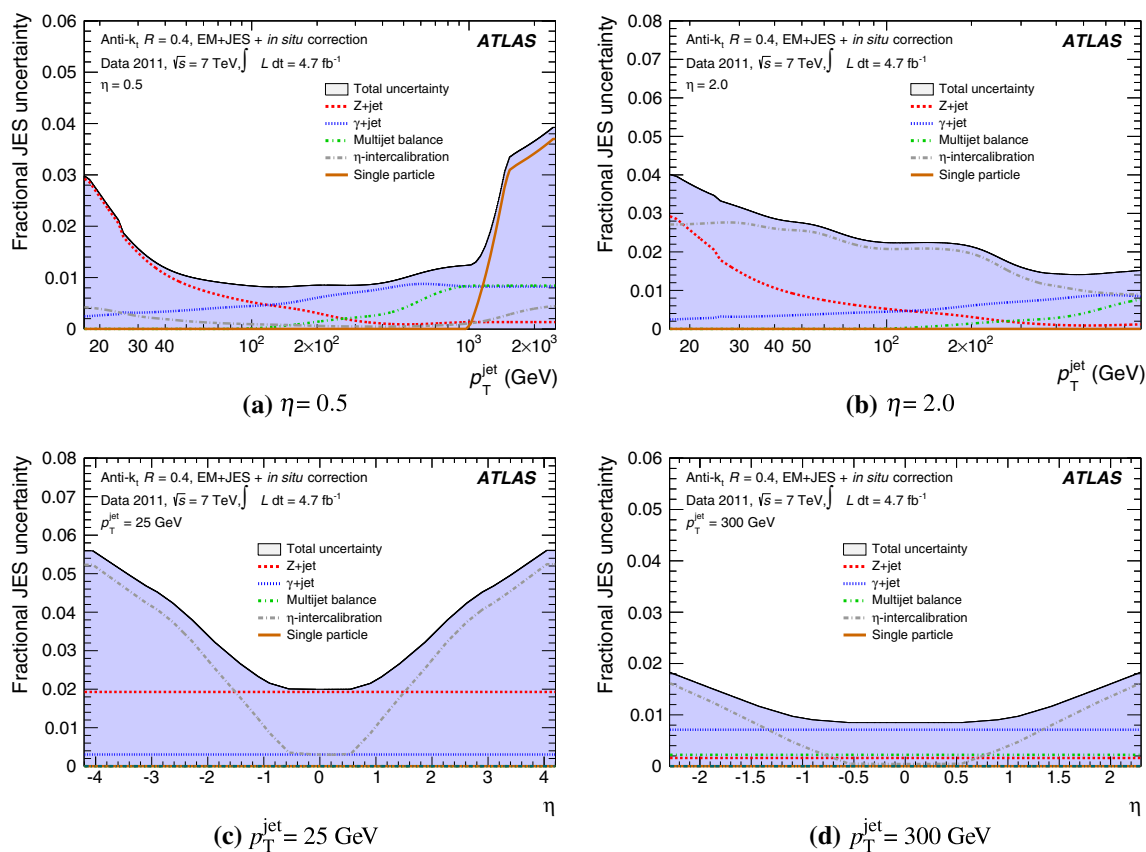 Fractional JES uncertainty
0.06
0.05
0.04
0.03
0.02
0.01
0
Anti-kt R = 0.4, EM+JES + in situ correction
ATLAS
Data 2011, √s = 7 TeV, ∫ L dt = 4.7 fb⁻¹
η = 0.5
Total uncertainty
Z+jet
γ+jet
Multijet balance
η-intercalibration
Single particle
20 30 40 10² 2×10² 10³ 2×10³
p_T^jet (GeV)
(a) η = 0.5
Fractional JES uncertainty
0.08
0.07
0.06
0.05
0.04
0.03
0.02
0.01
0
Anti-kt R = 0.4, EM+JES + in situ correction
ATLAS
Data 2011, √s = 7 TeV, ∫ L dt = 4.7 fb⁻¹
η = 2.0
Total uncertainty
Z+jet
γ+jet
Multijet balance
η-intercalibration
Single particle
20 30 40 50 10² 2×10²
p_T^jet (GeV)
(b) η = 2.0
Fractional JES uncertainty
0.08
0.07
0.06
0.05
0.04
0.03
0.02
0.01
0
Anti-kt R = 0.4, EM+JES + in situ correction
ATLAS
Data 2011, √s = 7 TeV, ∫ L dt = 4.7 fb⁻¹
p_T^jet = 25 GeV
Total uncertainty
Z+jet
γ+jet
Multijet balance
η-intercalibration
Single particle
-4 -3 -2 -1 0 1 2 3 4
η
(c) p_T^jet = 25 GeV
Fractional JES uncertainty
0.06
0.05
0.04
0.03
0.02
0.01
0
Anti-kt R = 0.4, EM+JES + in situ correction
ATLAS
Data 2011, √s = 7 TeV, ∫ L dt = 4.7 fb⁻¹
p_T^jet = 300 GeV
Total uncertainty
Z+jet
γ+jet
Multijet balance
η-intercalibration
Single particle
-2 -1.5 -1 -0.5 0 0.5 1 1.5 2
η
(d) p_T^jet = 300 GeV